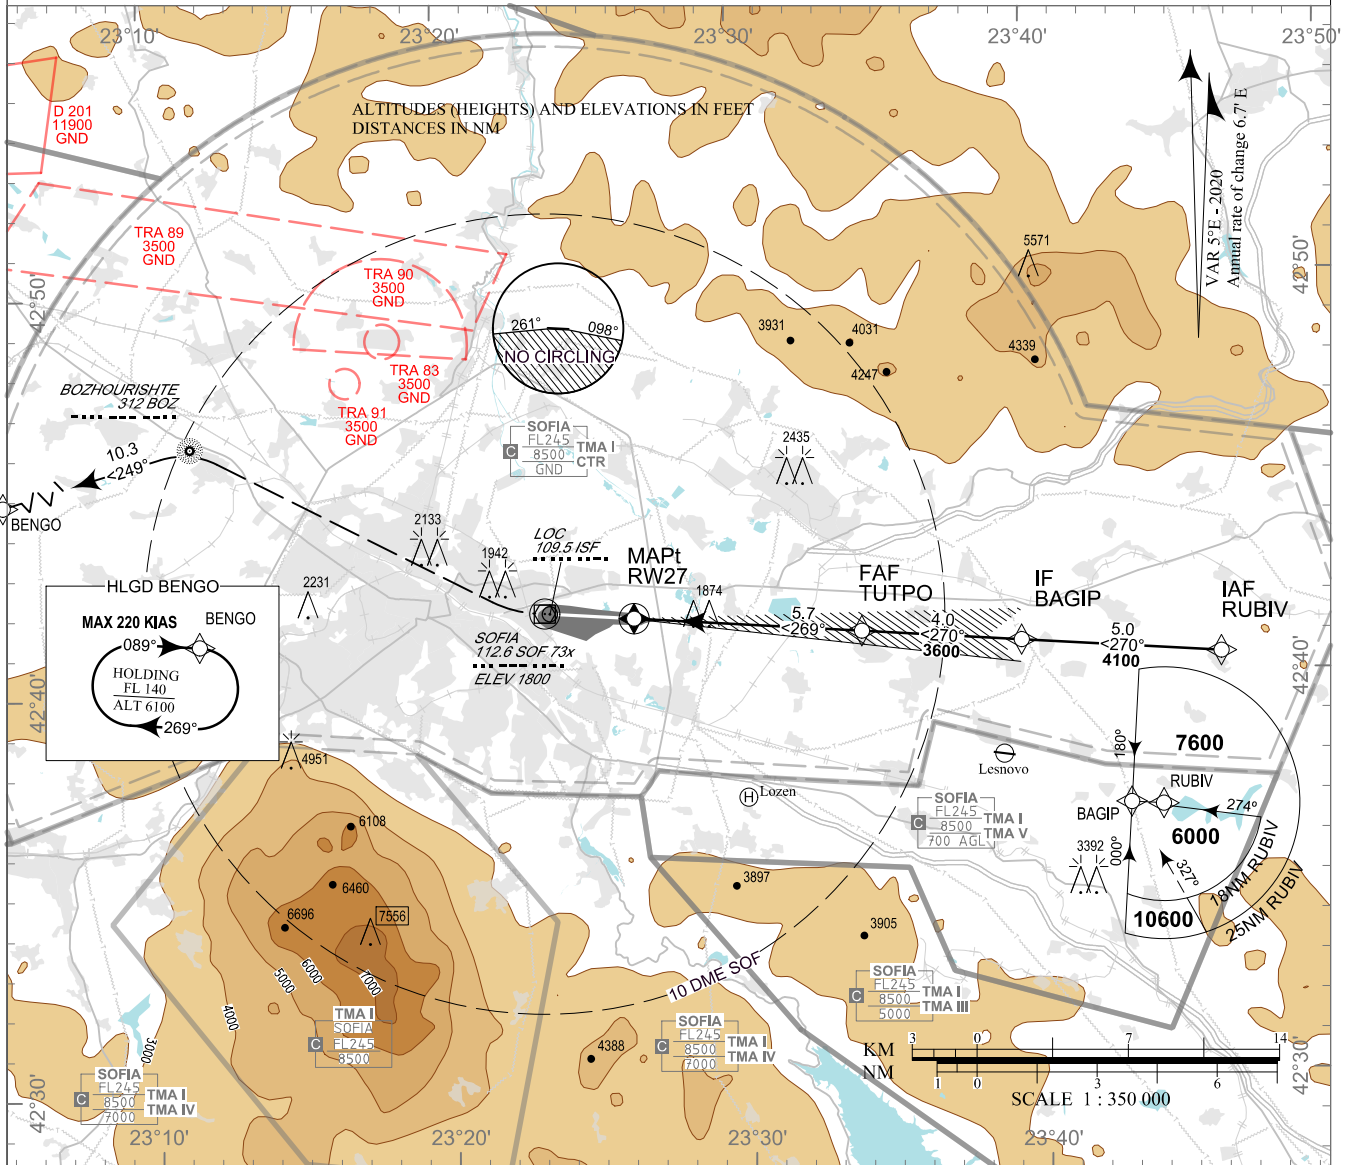 23°10'
23°20'
23°30'
23°40'
23°50'
ALTITUDES (HEIGHTS) AND ELEVATIONS IN FEET
DISTANCES IN NM
D 201
11900
GND
VAR 5°E - 2020
Annual rate of change 6.7' E
TRA 89
3500
GND
TRA 90
3500
GND
5571
42°50'
42°50'
261°
098°
NO CIRCLING
3931
4031
4247
4339
TRA 83
3500
GND
TRA 91
3500
GND
BOZHOURISHTE
312 BOZ
SOFIA
FL245
8500
GND
C
TMA I
CTR
2435
10.3
<249°
BENGO
2133
1942
LOC
109.5 ISF
MAPt
RW27
1874
FAF
TUTPO
IF
BAGIP
IAF
RUBIV
5.7
<269°
4.0
<270°
3600
5.0
<270°
4100
HLGD BENGO
MAX 220 KIAS
BENGO
089°
HOLDING
FL 140
ALT 6100
269°
2231
SOFIA
112.6 SOF 73x
ELEV 1800
42°40'
42°40'
4951
Lesnovo
H
Lozen
180°
7600
RUBIV
BAGIP
274°
6000
000°
327°
18NM RUBIV
25NM RUBIV
10600
SOFIA
FL245
8500
700 AGL
C
TMA I
TMA V
3392
6108
6460
6696
7556
3897
3905
5000
6000
7000
4000
3000
10 DME SOF
TMA I
SOFIA
FL245
8500
C
SOFIA
FL245
8500
5000
C
TMA I
TMA III
SOFIA
FL245
8500
7000
C
TMA I
TMA IV
4388
SOFIA
FL245
8500
7000
C
TMA I
TMA IV
KM
3
0
7
14
NM
1
0
3
6
SCALE 1 : 350 000
42°30'
42°30'
23°10'
23°20'
23°30'
23°40'